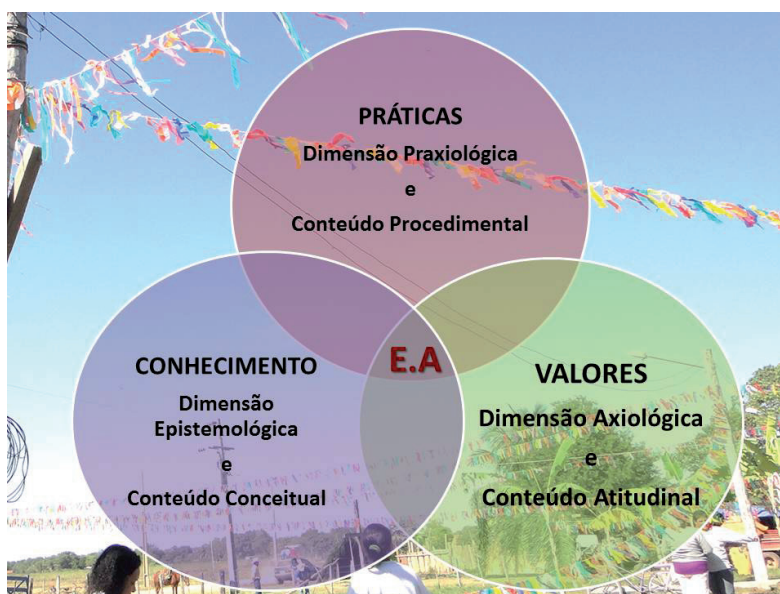 PRÁTICAS
Dimensão Praxiológica
e
Conteúdo Procedimental
E.A
CONHECIMENTO
Dimensão
Epistemológica
e
Conteúdo Conceitual
VALORES
Dimensão Axiológica
e
Conteúdo Atitudinal